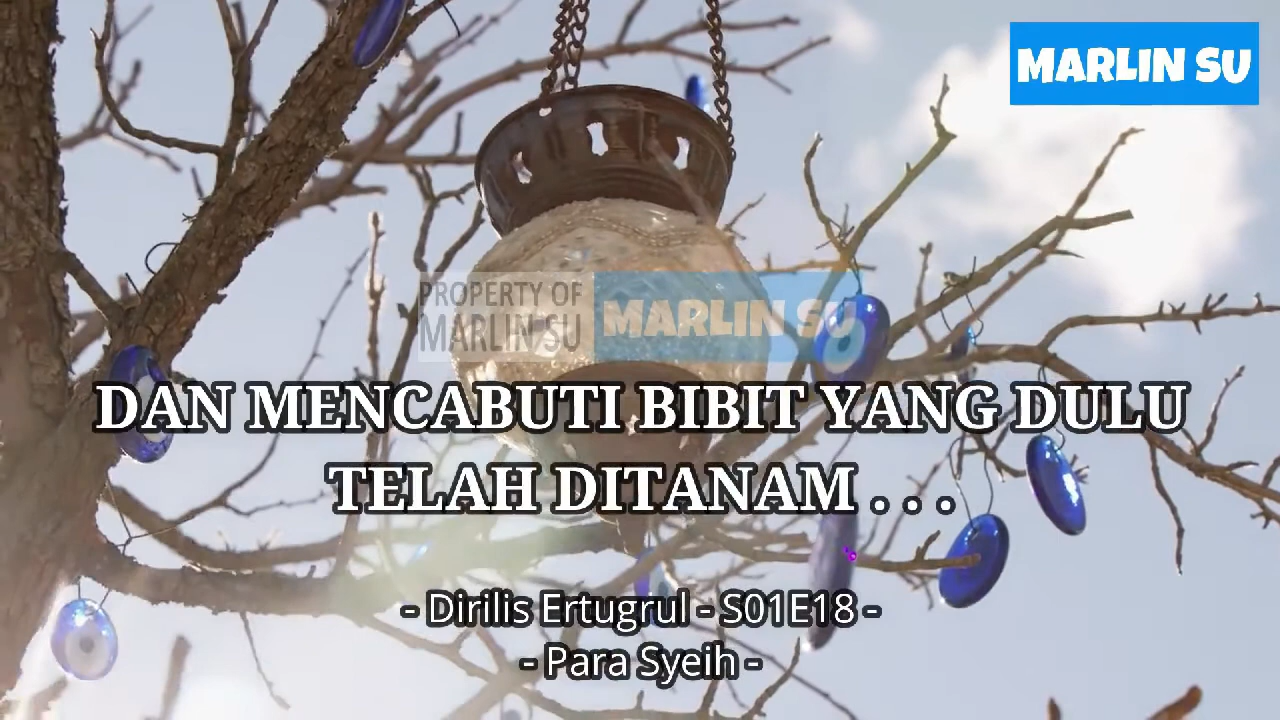 MARLIN SU
PROPERTY OF
MARLIN SU
MARLIN SU
DAN MENCABUTI BIBIT YANG DULU
TELAH DITANAM . . .
- Dirilis Ertugrul - S01E18 -
- Para Syeih -